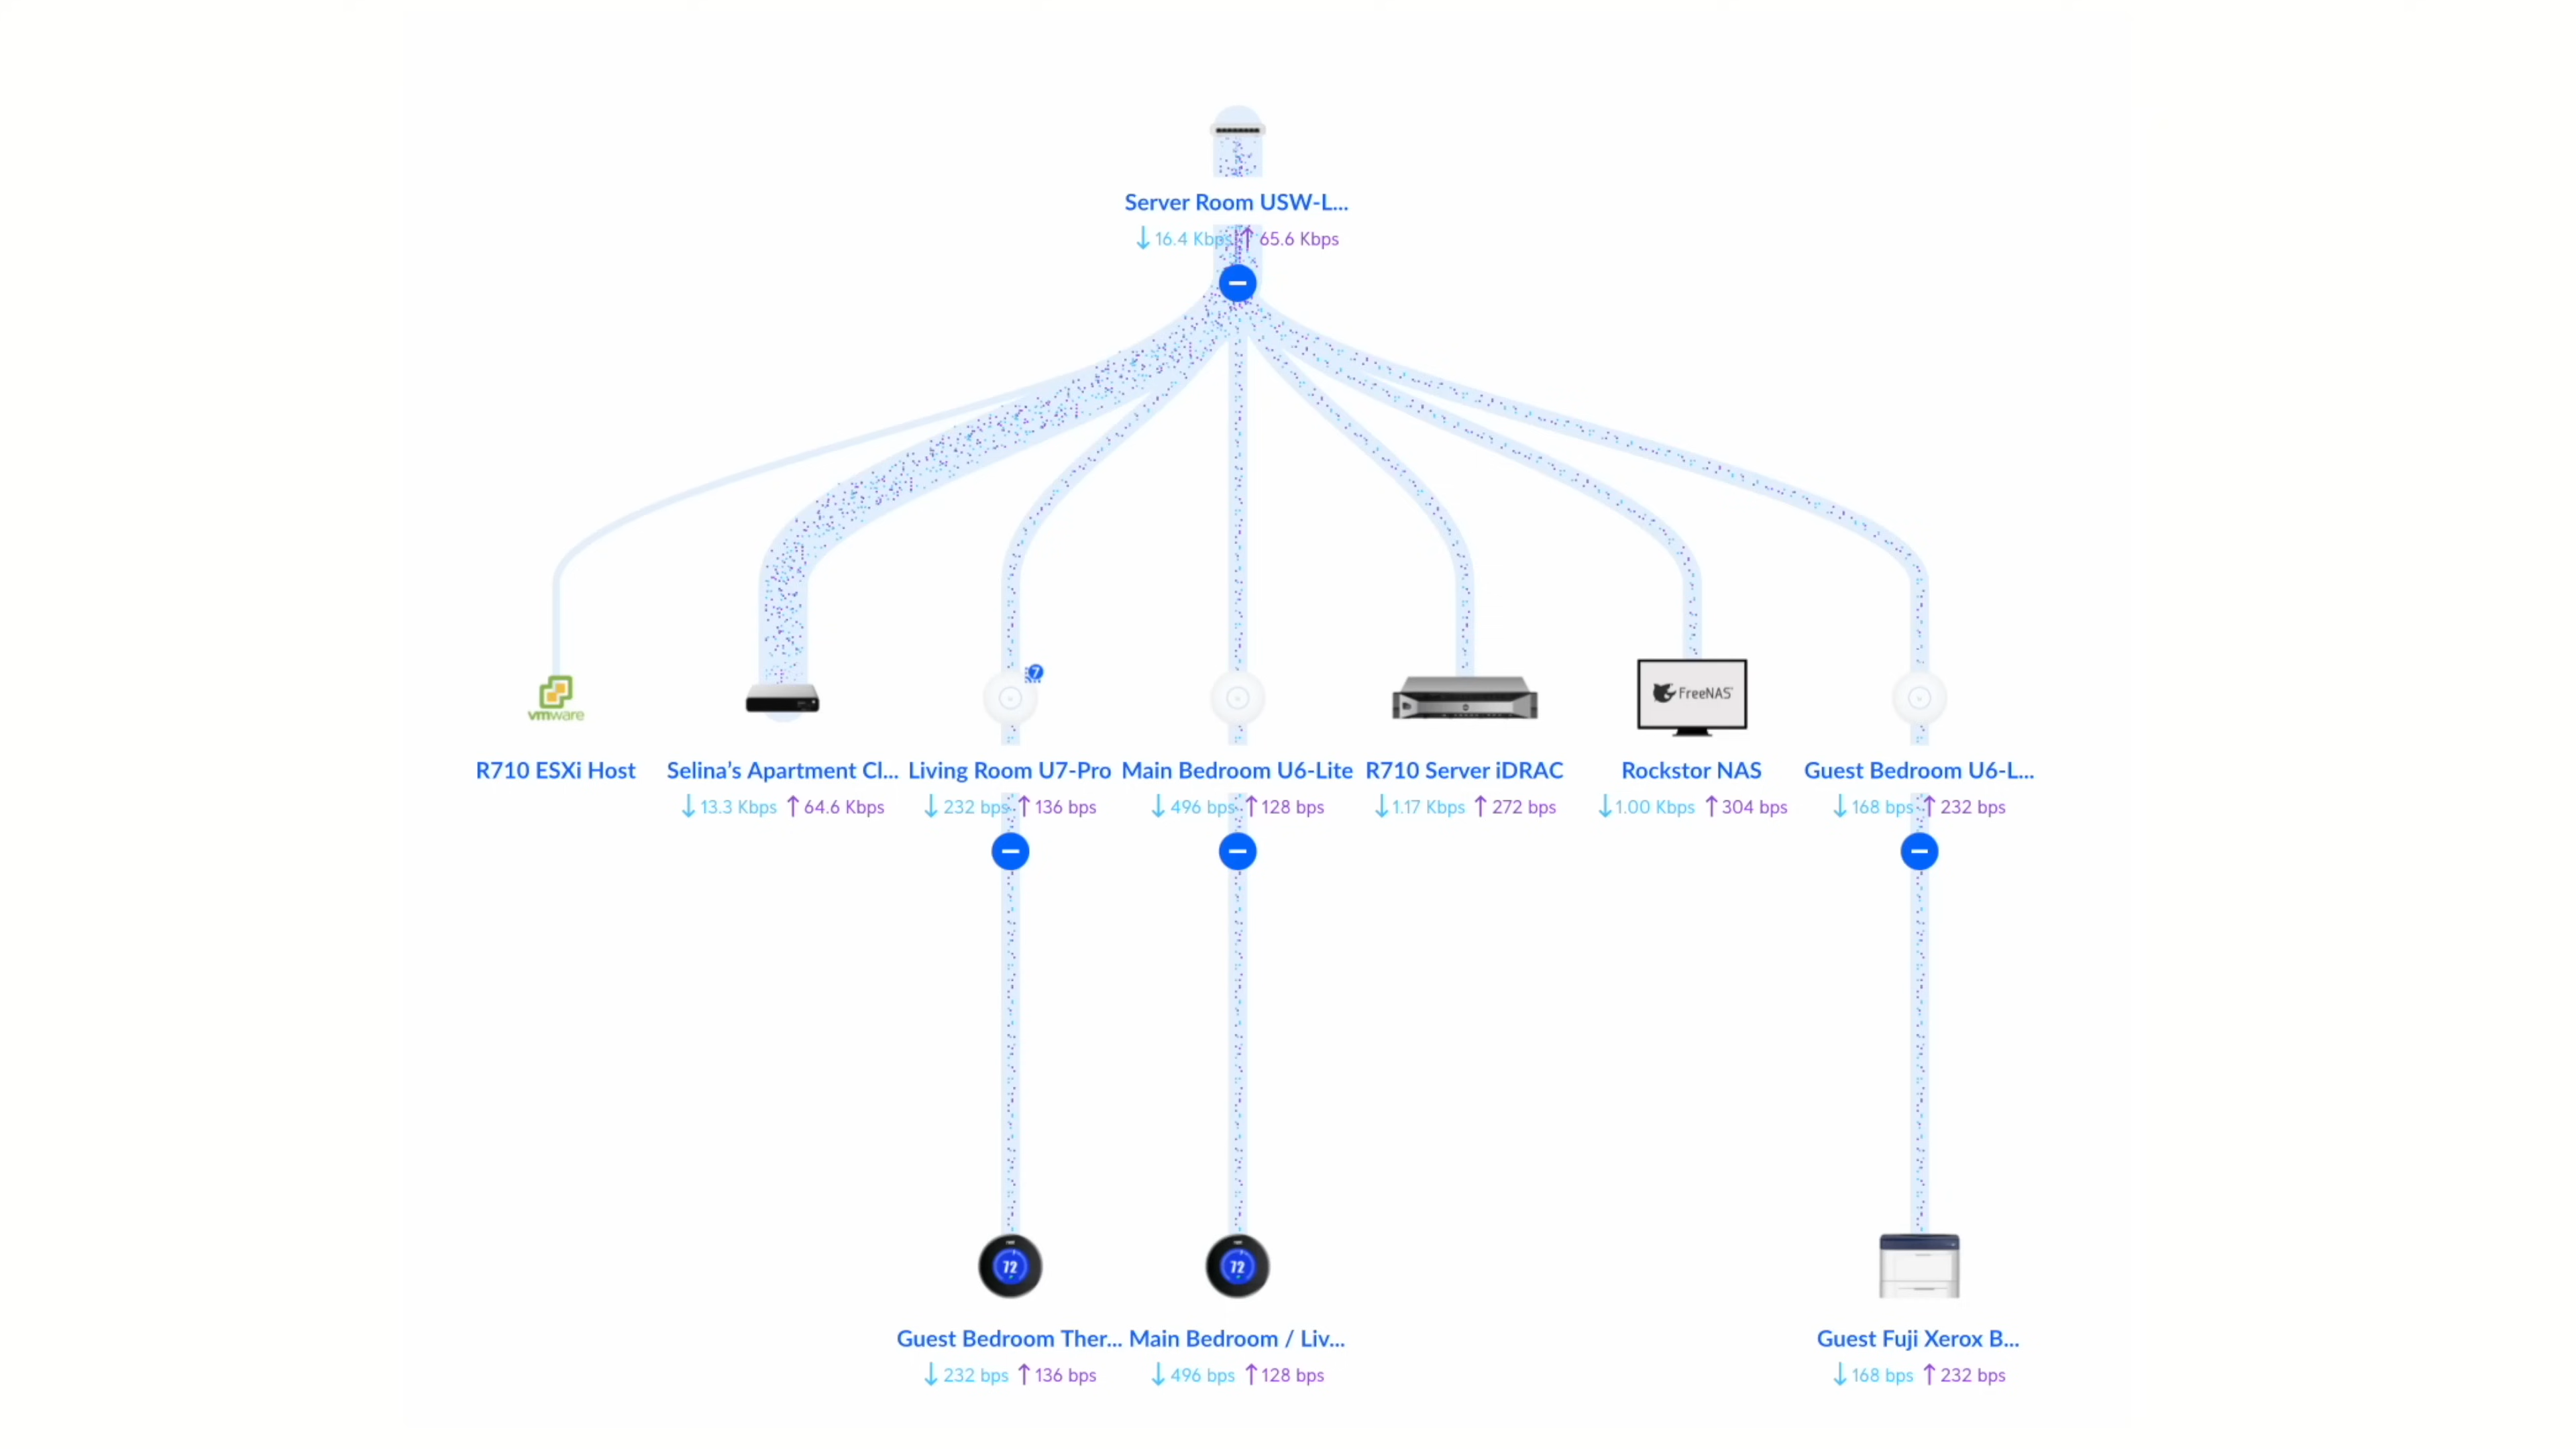 Server Room USW-L...
↓ 16.4 Kbps ↑ 65.6 Kbps
7
vmware
FreeNAS
R710 ESXi Host
Selina’s Apartment Cl...
↓ 13.3 Kbps ↑ 64.6 Kbps
Living Room U7-Pro
↓ 232 bps ↑ 136 bps
Main Bedroom U6-Lite
↓ 496 bps ↑ 128 bps
R710 Server iDRAC
↓ 1.17 Kbps ↑ 272 bps
Rockstor NAS
↓ 1.00 Kbps ↑ 304 bps
Guest Bedroom U6-L...
↓ 168 bps ↑ 232 bps
72
72
Guest Bedroom Ther...
↓ 232 bps ↑ 136 bps
Main Bedroom / Liv...
↓ 496 bps ↑ 128 bps
Guest Fuji Xerox B...
↓ 168 bps ↑ 232 bps